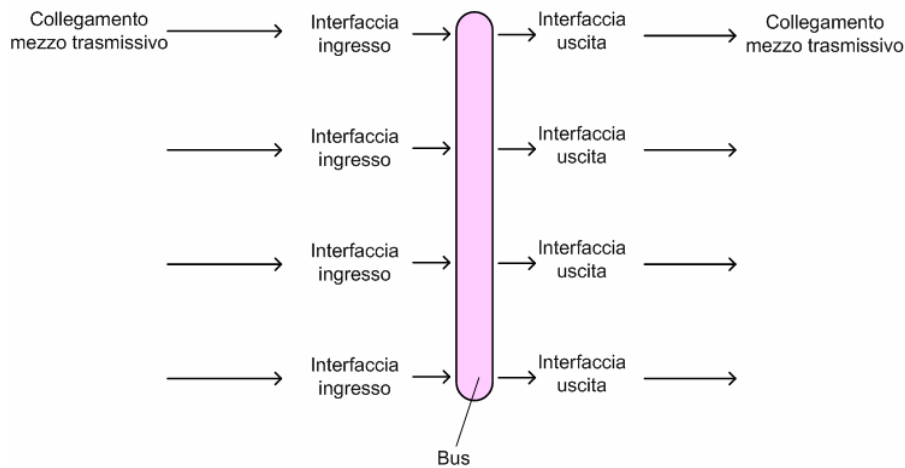 Collegamento
mezzo trasmissivo
Interfaccia
ingresso
Interfaccia
uscita
Collegamento
mezzo trasmissivo
Interfaccia
ingresso
Interfaccia
uscita
Interfaccia
ingresso
Interfaccia
uscita
Interfaccia
ingresso
Interfaccia
uscita
Bus